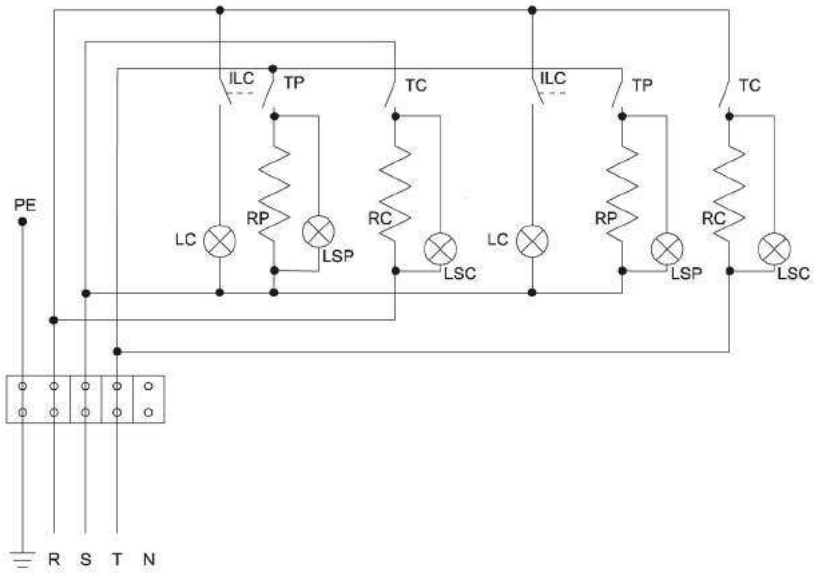 ILC TP TC ILC TP TC
PE
RP RC RP RC
LC LSP LSC LC LSP LSC
R S T N